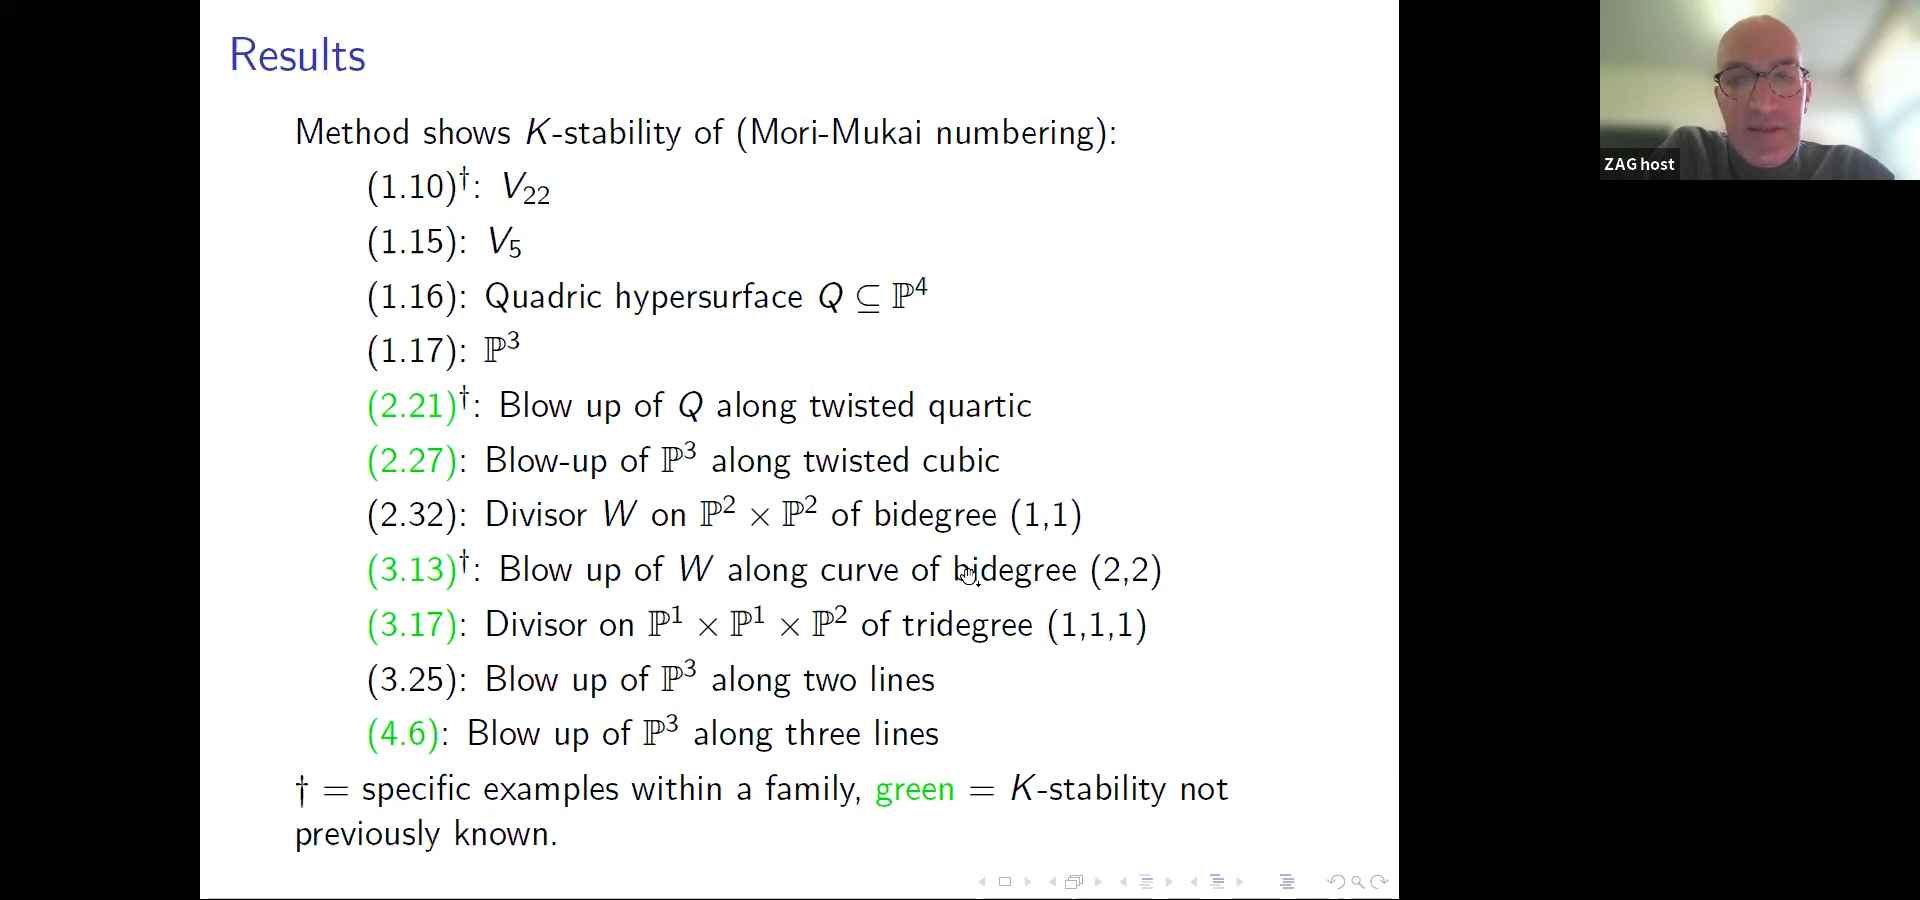 Results
Method shows K-stability of (Mori-Mukai numbering):
(1.10)†: V₂₂
(1.15): V₅
(1.16): Quadric hypersurface Q ⊆ ℙ⁴
(1.17): ℙ³
(2.21)†: Blow up of Q along twisted quartic
(2.27): Blow-up of ℙ³ along twisted cubic
(2.32): Divisor W on ℙ² × ℙ² of bidegree (1,1)
(3.13)†: Blow up of W along curve of bidegree (2,2)
(3.17): Divisor on ℙ¹ × ℙ¹ × ℙ² of tridegree (1,1,1)
(3.25): Blow up of ℙ³ along two lines
(4.6): Blow up of ℙ³ along three lines
† = specific examples within a family, green = K-stability not
previously known.
ZAG host